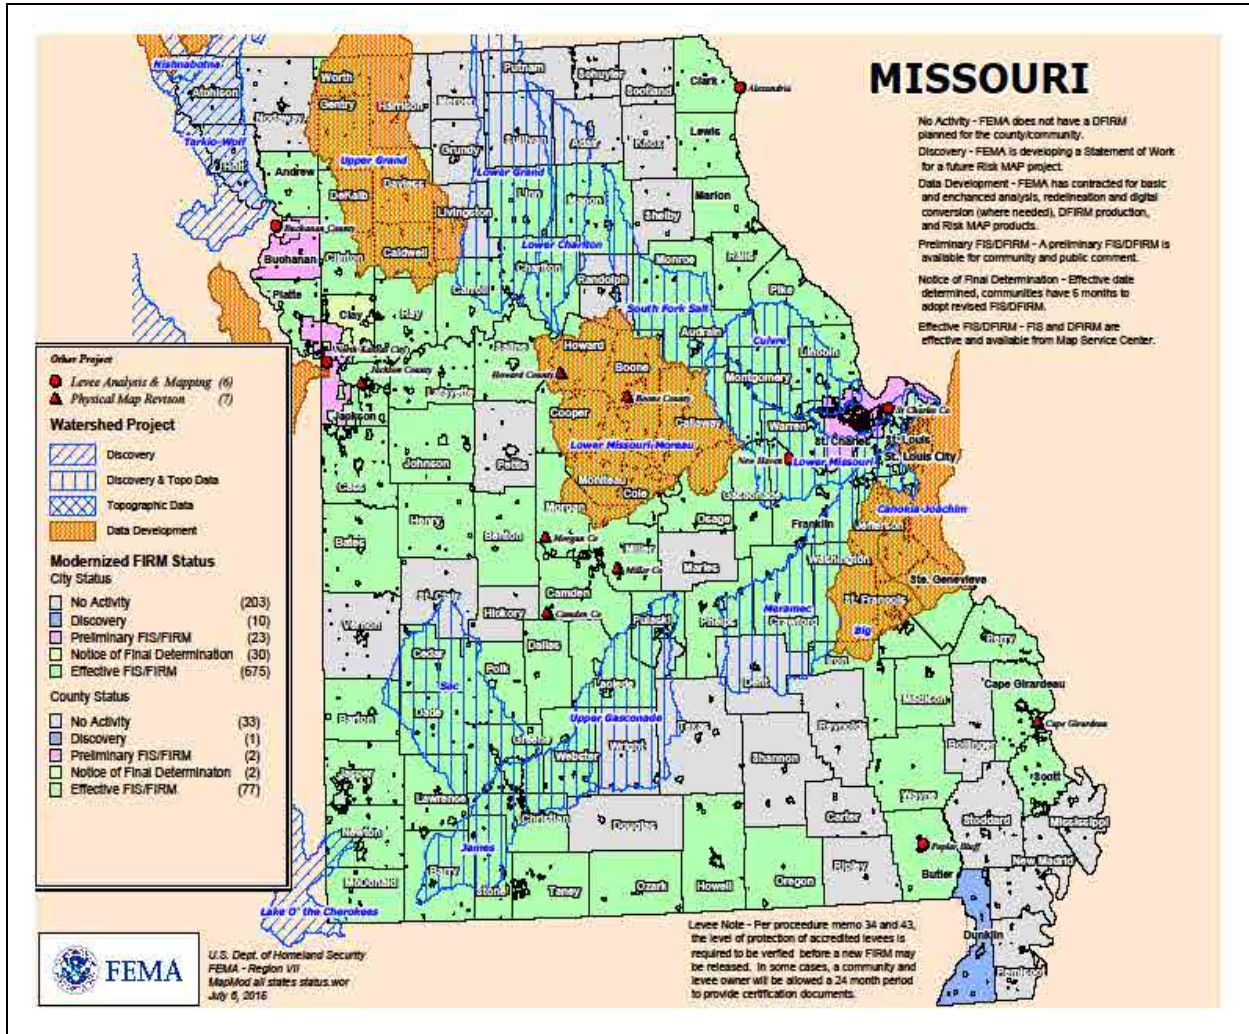 MISSOURI
No Activity - FEMA does not have a DFIRM
planned for the county/community.
Discovery - FEMA is developing a Statement of Work
for a future Risk MAP project.
Data Development - FEMA has contracted for basic
and enchanced analysis, redelineation and digital
conversion (where needed), DFIRM production,
and Risk MAP products.
Preliminary FIS/DFIRM - A preliminary FIS/DFIRM is
available for community and public comment.
Notice of Final Determination - Effective date
determined, communities have 6 months to
adopt revised FIS/DFIRM.
Effective FIS/DFIRM - FIS and DFIRM are
effective and available from Map Service Center.
Nishnabotna
Atchison
Nodaway
Worth
Gentry
Harrison
Mercer
Putnam
Schuyler
Scotland
Clark
Alexandria
Tarkio-Wolf
Holt
Andrew
Upper Grand
DeKalb
Daviess
Grundy
Sullivan
Adair
Knox
Lewis
Lower Grand
Livingston
Linn
Macon
Shelby
Marion
Buchanan County
Buchanan
Clinton
Caldwell
Lower Chariton
Chariton
Carroll
Randolph
Monroe
Ralls
Pike
Platte
Clay
Ray
South Fork Salt
Audrain
Cuivre
Lincoln
North Kansas City
Jackson County
Saline
Howard
Howard County
Boone
Boone County
Montgomery
Lafayette
Jackson
Cooper
Callaway
Warren
St. Charles
St Charles Co
St. Louis
St. Louis City
Johnson
Pettis
Lower Missouri-Moreau
New Haven
Lower Missouri
Cass
Moniteau
Cole
Gasconade
Morgan
Osage
Franklin
Cahokia-Joachim
Jefferson
Bates
Henry
Benton
Morgan Co
Miller
Miller Co
Maries
Washington
Ste. Genevieve
St. Clair
Hickory
Camden
Camden Co
Pulaski
Phelps
Meramec
Crawford
St. Francois
Big
Perry
Vernon
Cedar
Polk
Dallas
Laclede
Dent
Iron
Madison
Cape Girardeau
Cape Girardeau
Sac
Barton
Dade
Greene
Webster
Upper Gasconade
Wright
Texas
Shannon
Reynolds
Bollinger
Scott
Jasper
Lawrence
Christian
Douglas
Carter
Wayne
Stoddard
Mississippi
Newton
James
Poplar Bluff
New Madrid
McDonald
Barry
Stone
Taney
Ozark
Howell
Oregon
Ripley
Butler
Dunklin
Pemiscot
Lake O' the Cherokees
Other Project
Levee Analysis & Mapping (6)
Physical Map Revison (7)
Watershed Project
Discovery
Discovery & Topo Data
Topographic Data
Data Development
Modernized FIRM Status
City Status
No Activity (203)
Discovery (10)
Preliminary FIS/FIRM (23)
Notice of Final Determination (30)
Effective FIS/FIRM (675)
County Status
No Activity (33)
Discovery (1)
Preliminary FIS/FIRM (2)
Notice of Final Determinaton (2)
Effective FIS/FIRM (77)
FEMA
U.S. Dept. of Homeland Security
FEMA - Region VII
MapMod all states status.wor
July 6, 2016
Levee Note - Per proceedure memo 34 and 43,
the level of protection of accredited levees is
required to be verfied before a new FIRM may
be released. In some cases, a community and
levee owner will be allowed a 24 month period
to provide certification documents.